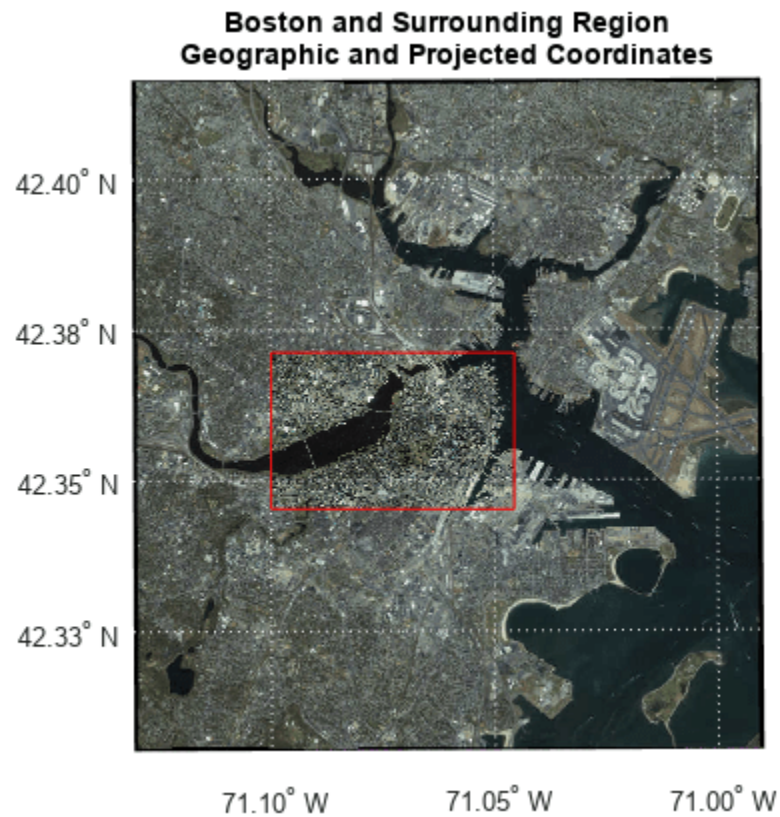 Boston and Surrounding Region
Geographic and Projected Coordinates
42.40° N
42.38° N
42.35° N
42.33° N
71.10° W 71.05° W 71.00° W